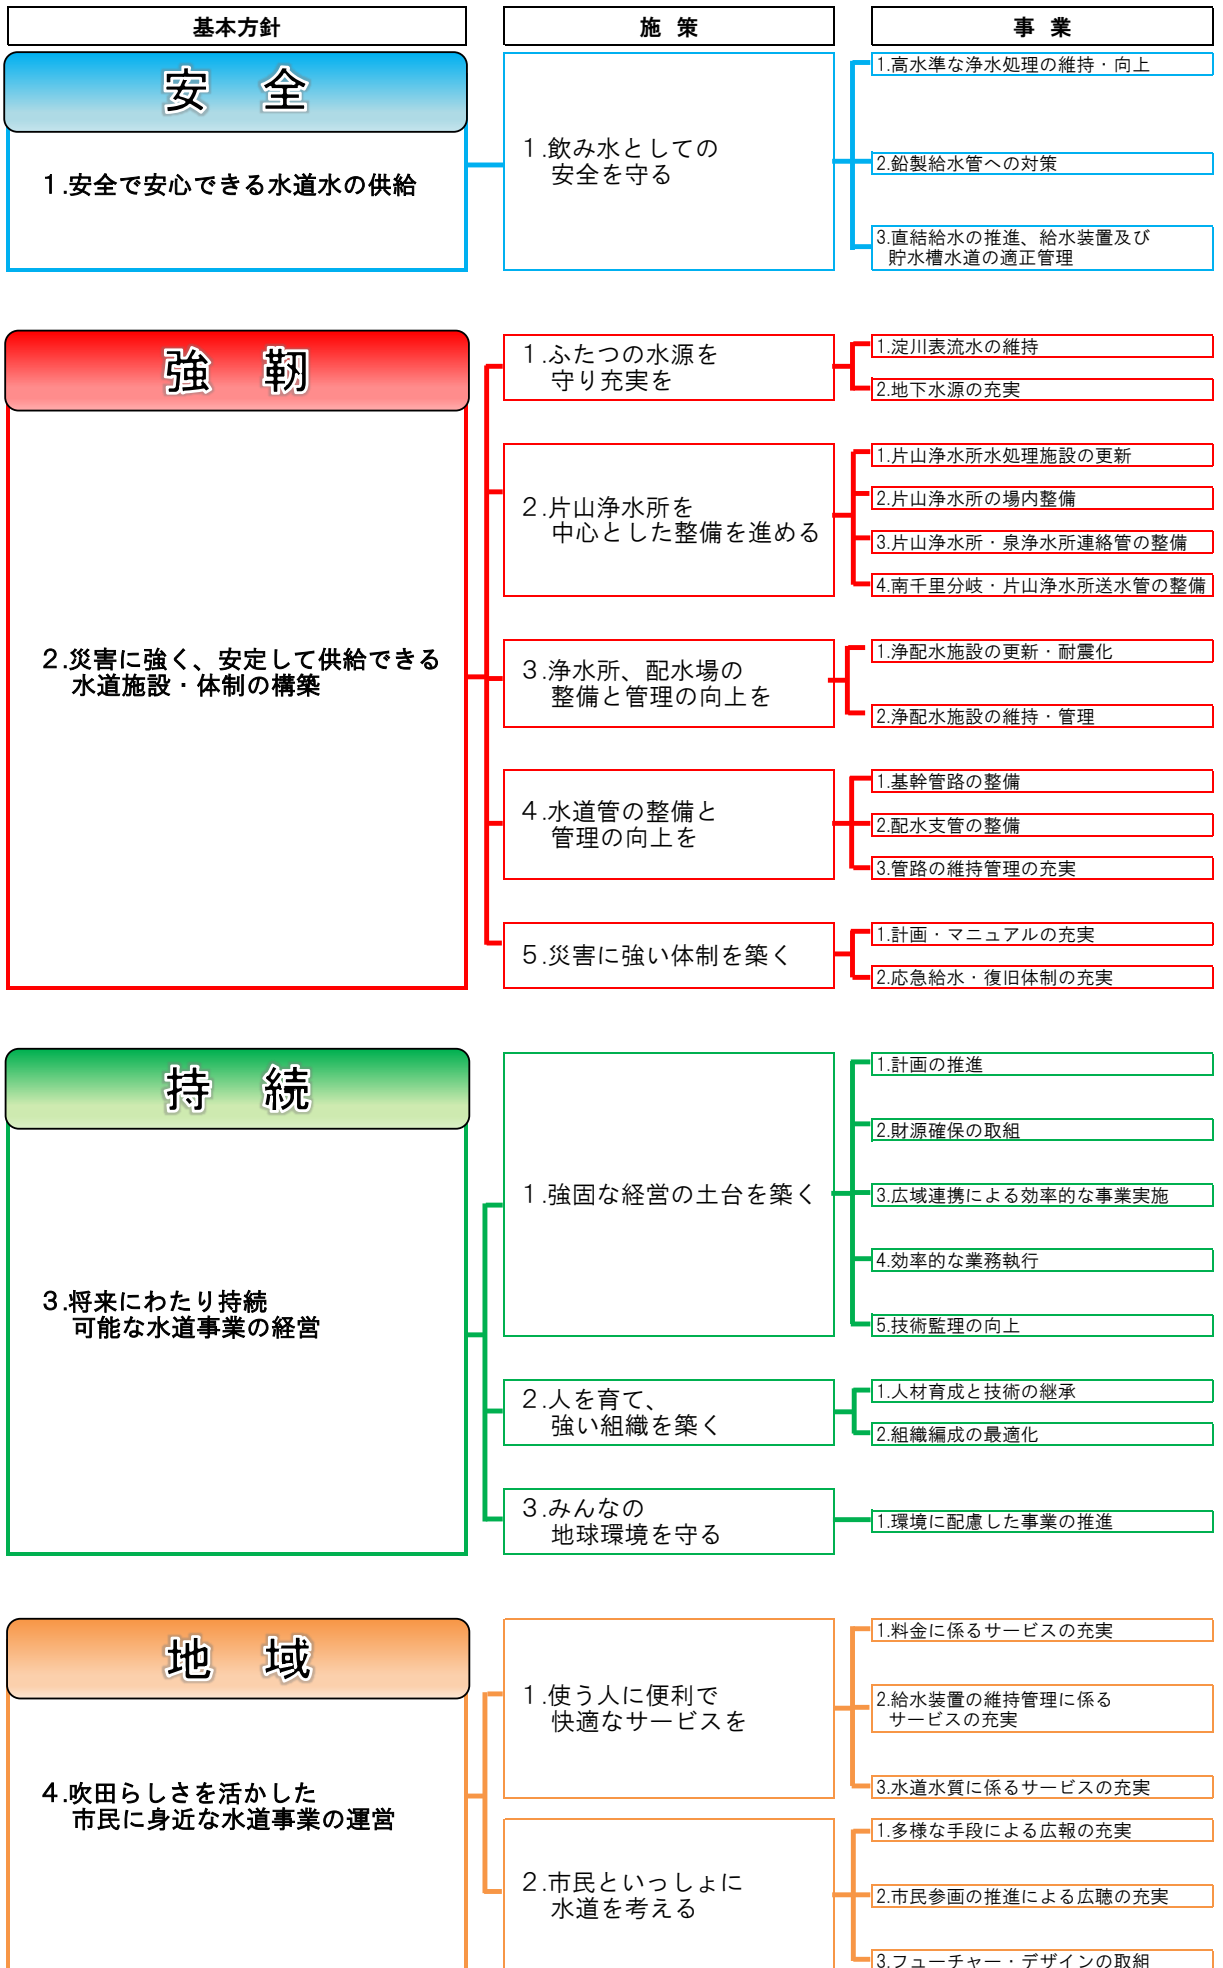 基本方針
施 策
事 業
安 全
1.安全で安心できる水道水の供給
1.飲み水としての
安全を守る
1.高水準な浄水処理の維持・向上
2.鉛製給水管への対策
3.直結給水の推進、給水装置及び
貯水槽水道の適正管理
強 靭
2.災害に強く、安定して供給できる
水道施設・体制の構築
1.ふたつの水源を
守り充実を
1.淀川表流水の維持
2.地下水源の充実
2.片山浄水所を
中心とした整備を進める
1.片山浄水所水処理施設の更新
2.片山浄水所の場内整備
3.片山浄水所・泉浄水所連絡管の整備
4.南千里分岐・片山浄水所送水管の整備
3.浄水所、配水場の
整備と管理の向上を
1.浄配水施設の更新・耐震化
2.浄配水施設の維持・管理
4.水道管の整備と
管理の向上を
1.基幹管路の整備
2.配水支管の整備
3.管路の維持管理の充実
5.災害に強い体制を築く
1.計画・マニュアルの充実
2.応急給水・復旧体制の充実
持 続
3.将来にわたり持続
可能な水道事業の経営
1.強固な経営の土台を築く
1.計画の推進
2.財源確保の取組
3.広域連携による効率的な事業実施
4.効率的な業務執行
5.技術監理の向上
2.人を育て、
強い組織を築く
1.人材育成と技術の継承
2.組織編成の最適化
3.みんなの
地球環境を守る
1.環境に配慮した事業の推進
地 域
4.吹田らしさを活かした
市民に身近な水道事業の運営
1.使う人に便利で
快適なサービスを
1.料金に係るサービスの充実
2.給水装置の維持管理に係る
サービスの充実
3.水道水質に係るサービスの充実
2.市民といっしょに
水道を考える
1.多様な手段による広報の充実
2.市民参画の推進による広聴の充実
3.フューチャー・デザインの取組